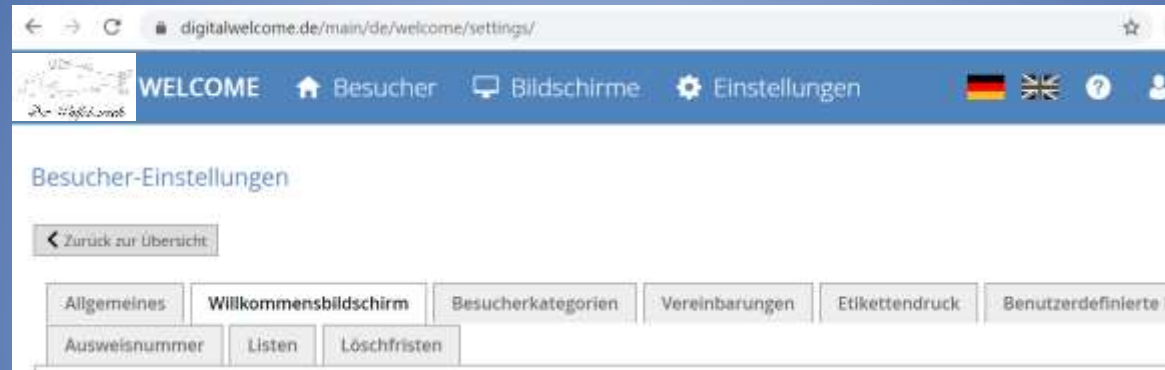 digitalwelcome.de/main/de/welcome/settings/
WELCOME Besucher Bildschirme Einstellungen ?
Besucher-Einstellungen
Zurück zur Übersicht
Allgemeines Willkommensbildschirm Besucherkategorien Vereinbarungen Etikettendruck Benutzerdefinierte
Ausweisnummer Listen Löschfristen